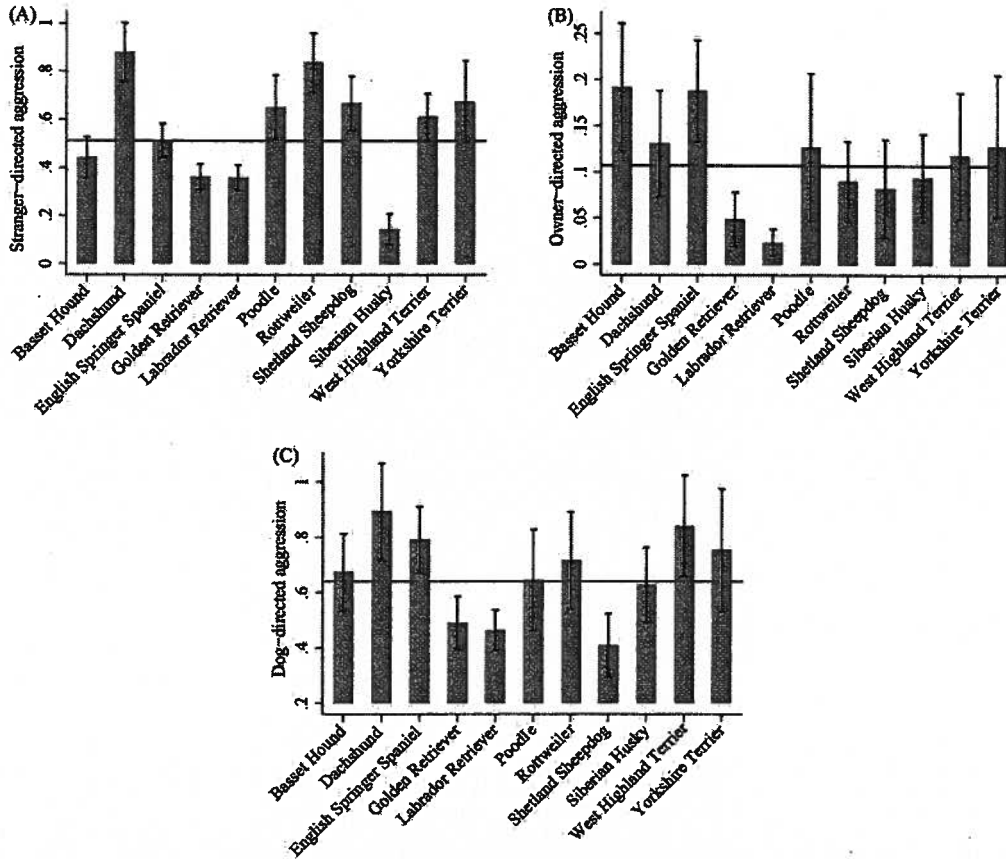 (A)
Stranger-directed aggression
1
.8
.6
.4
.2
0
Basset Hound
Dachshund
English Springer Spaniel
Golden Retriever
Labrador Retriever
Poodle
Rottweiler
Shetland Sheepdog
Siberian Husky
West Highland Terrier
Yorkshire Terrier
(B)
Owner-directed aggression
.25
.2
.15
.1
.05
0
Basset Hound
Dachshund
English Springer Spaniel
Golden Retriever
Labrador Retriever
Poodle
Rottweiler
Shetland Sheepdog
Siberian Husky
West Highland Terrier
Yorkshire Terrier
(C)
Dog-directed aggression
1
.8
.6
.4
.2
Basset Hound
Dachshund
English Springer Spaniel
Golden Retriever
Labrador Retriever
Poodle
Rottweiler
Shetland Sheepdog
Siberian Husky
West Highland Terrier
Yorkshire Terrier